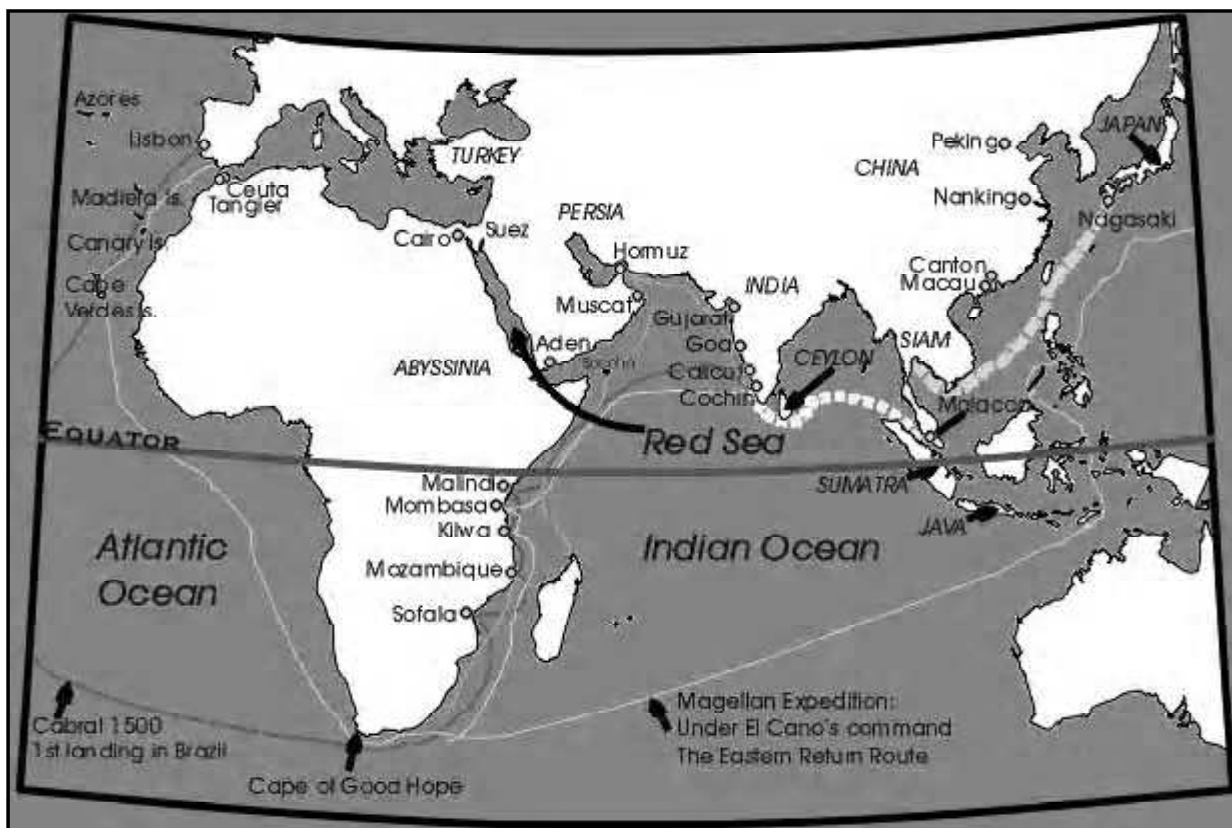 Azores
Lisbon
Madiera is.
Ceuta
Tangier
Canary is.
Cape
Verdes is.
TURKEY
PERSIA
Cairo
Suez
Hormuz
Muscat
Aden
ABYSSINIA
INDIA
Gujarat
Goa
Calicut
Cochin
CEYLON
Red Sea
CHINA
Peking
Nanking
JAPAN
Nagasaki
Canton
Macau
SIAM
Malacca
SUMATRA
JAVA
EQUATOR
Malindi
Mombasa
Kilwa
Mozambique
Sofala
Atlantic
Ocean
Indian Ocean
Cabral 1500
1st landing in Brazil
Cape of Good Hope
Magellan Expedition:
Under El Cano's command
The Eastern Return Route